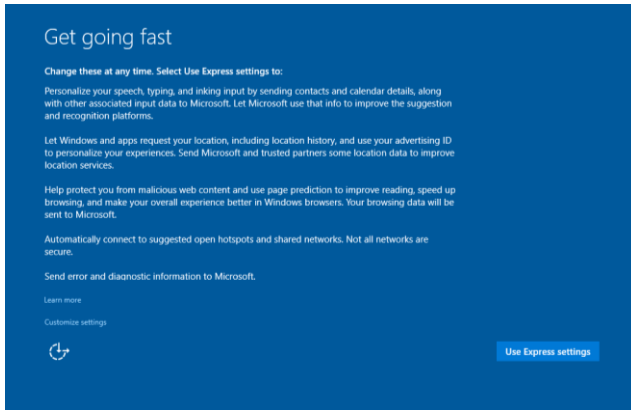 Get going fast
Change these at any time. Select Use Express settings to:
Personalize your speech, typing, and inking input by sending contacts and calendar details, along
with other associated input data to Microsoft. Let Microsoft use that info to improve the suggestion
and recognition platforms.
Let Windows and apps request your location, including location history, and use your advertising ID
to personalize your experiences. Send Microsoft and trusted partners some location data to improve
location services.
Help protect you from malicious web content and use page prediction to improve reading, speed up
browsing, and make your overall experience better in Windows browsers. Your browsing data will be
sent to Microsoft.
Automatically connect to suggested open hotspots and shared networks. Not all networks are
secure.
Send error and diagnostic information to Microsoft.
Learn more
Customize settings
Use Express settings